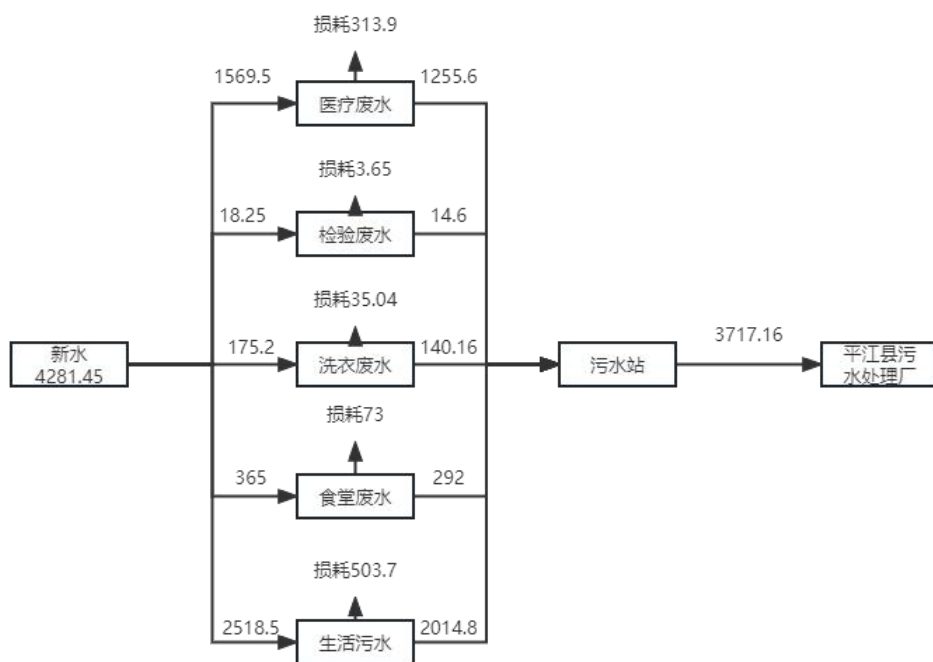 损耗313.9
1569.5
1255.6
医疗废水
损耗3.65
18.25
14.6
检验废水
损耗35.04
175.2
140.16
洗衣废水
新水
4281.45
污水站
3717.16
平江县污
水处理厂
损耗73
365
292
食堂废水
损耗503.7
2518.5
2014.8
生活污水